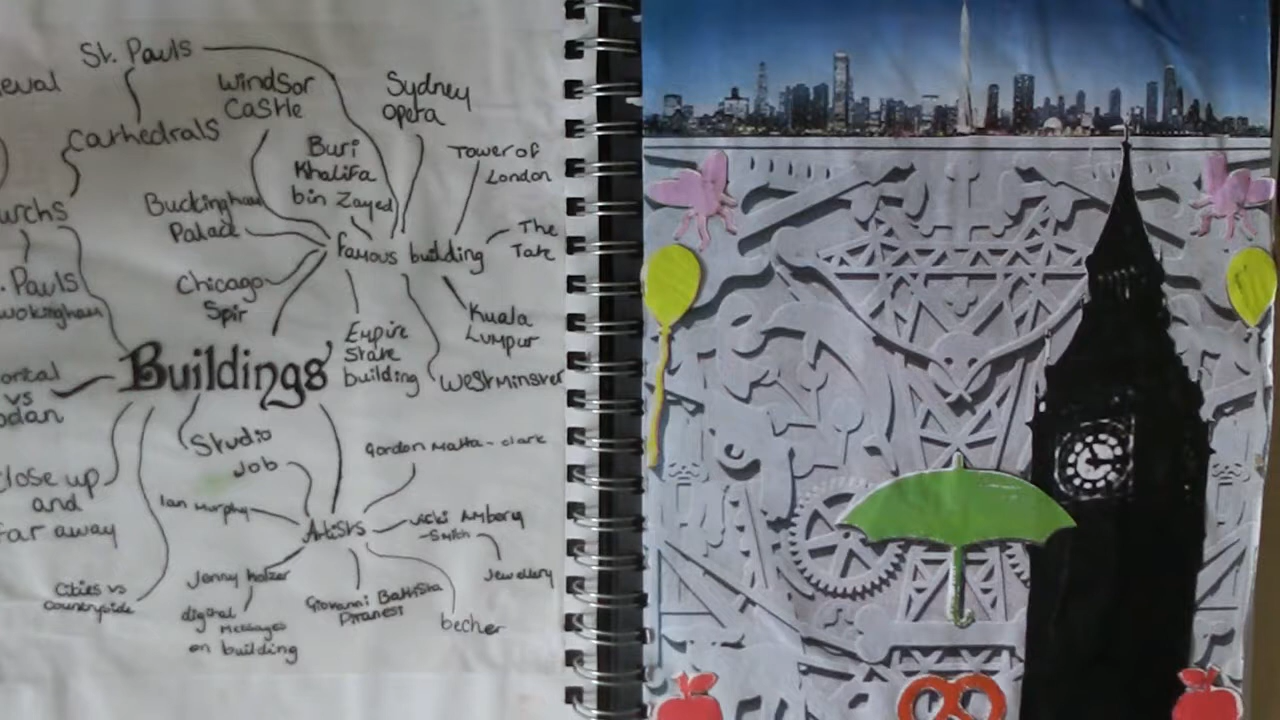 St. Pauls
eval
Cathedrals
Windsor
Castle
Sydney
Opera
Burj
Khalifa
bin Zayed
Tower of
London
Buckingham
Palace
urchs
famous building
The
Tate
. Pauls
wokingham
Chicago
Spir
Kuala
Lumpur
Empire
State
building
Westminster
Buildings
vs
Studio
Job
Gordon Matta-clark
close up
and
far away
Ian Murphy
Artists
Vicki Ambery
-Smith
Jewellery
Jenny Holzer
digital
Messages
on building
Giovanni Battista
Piranesi
becher
Cities vs
Countryside